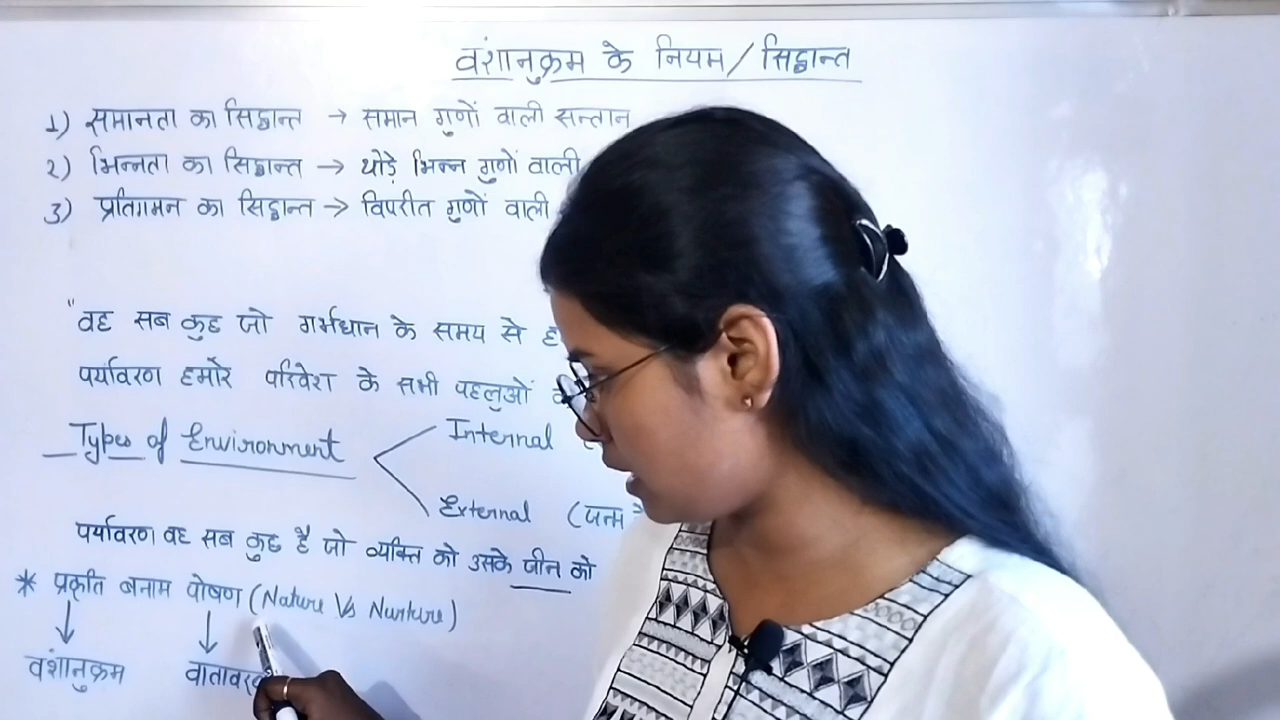 वंशानुक्रम के नियम / सिद्धान्त
1) समानता का सिद्धान्त → समान गुणों वाली सन्तान
2) भिन्नता का सिद्धान्त → थोड़े भिन्न गुणों वाली
3) प्रतिगमन का सिद्धान्त → विपरीत गुणों वाली
"वह सब कुछ जो गर्भधान के समय से
पर्यावरण हमारे परिवेश के सभी पहलुओं
Types of Environment
Internal
External (जन्म
पर्यावरण वह सब कुछ है जो व्यक्ति को उसके जीन को
* प्रकृति बनाम पोषण (Nature Vs Nurture)
↓ ↓
वंशानुक्रम वातावर